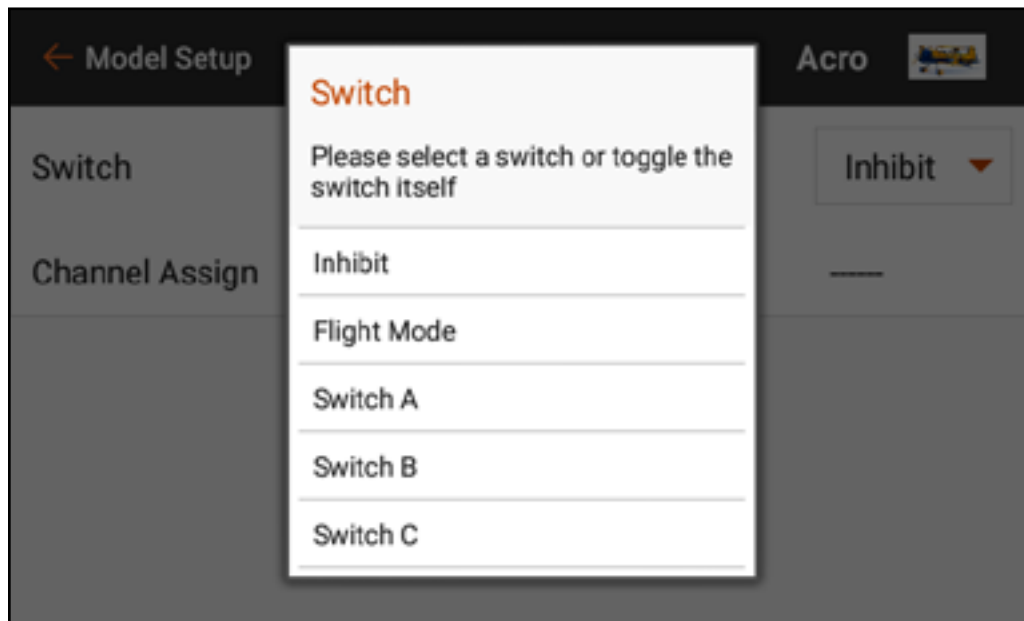 ← Model Setup
Acro
Switch
Inhibit
Channel Assign
------
Switch
Please select a switch or toggle the
switch itself
Inhibit
Flight Mode
Switch A
Switch B
Switch C